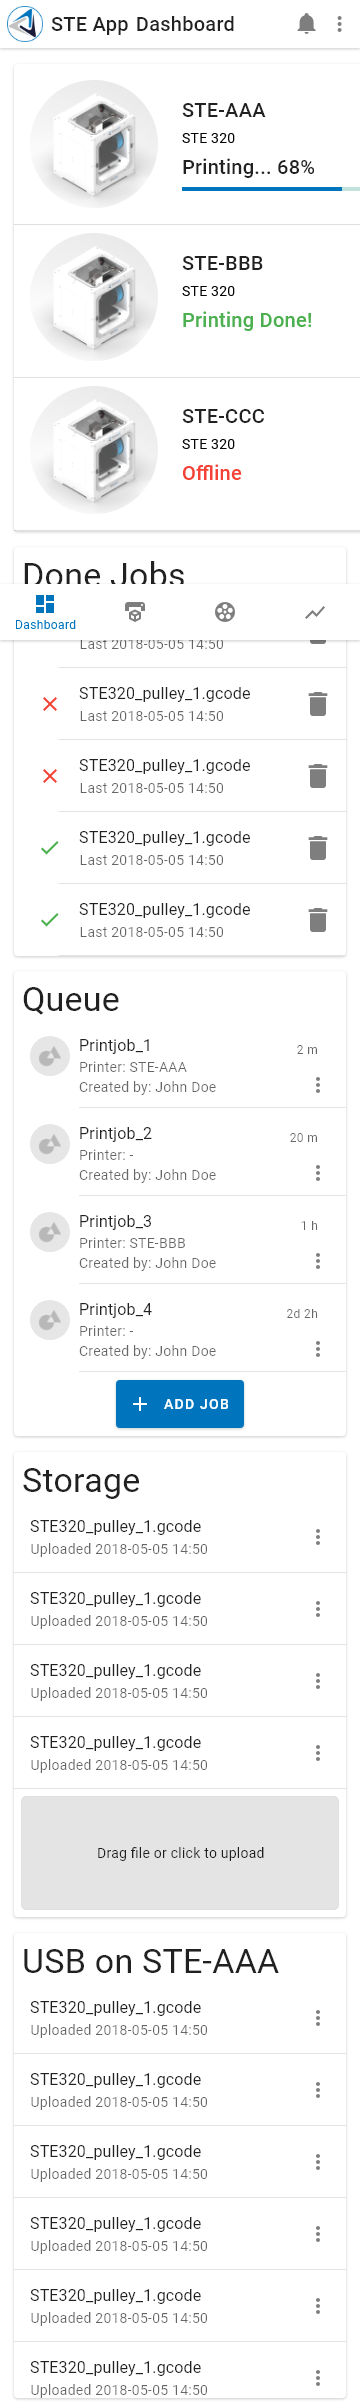 STE App Dashboard
STE-AAA
STE 320
Printing... 68%
STE-BBB
STE 320
Printing Done!
STE-CCC
STE 320
Offline
Done Jobs
Dashboard
Last 2018-05-05 14:50
STE320_pulley_1.gcode
Last 2018-05-05 14:50
STE320_pulley_1.gcode
Last 2018-05-05 14:50
STE320_pulley_1.gcode
Last 2018-05-05 14:50
STE320_pulley_1.gcode
Last 2018-05-05 14:50
Queue
Printjob_1
2 m
Printer: STE-AAA
Created by: John Doe
Printjob_2
20 m
Printer: -
Created by: John Doe
Printjob_3
1 h
Printer: STE-BBB
Created by: John Doe
Printjob_4
2d 2h
Printer: -
Created by: John Doe
ADD JOB
Storage
STE320_pulley_1.gcode
Uploaded 2018-05-05 14:50
STE320_pulley_1.gcode
Uploaded 2018-05-05 14:50
STE320_pulley_1.gcode
Uploaded 2018-05-05 14:50
STE320_pulley_1.gcode
Uploaded 2018-05-05 14:50
Drag file or click to upload
USB on STE-AAA
STE320_pulley_1.gcode
Uploaded 2018-05-05 14:50
STE320_pulley_1.gcode
Uploaded 2018-05-05 14:50
STE320_pulley_1.gcode
Uploaded 2018-05-05 14:50
STE320_pulley_1.gcode
Uploaded 2018-05-05 14:50
STE320_pulley_1.gcode
Uploaded 2018-05-05 14:50
STE320_pulley_1.gcode
Uploaded 2018-05-05 14:50